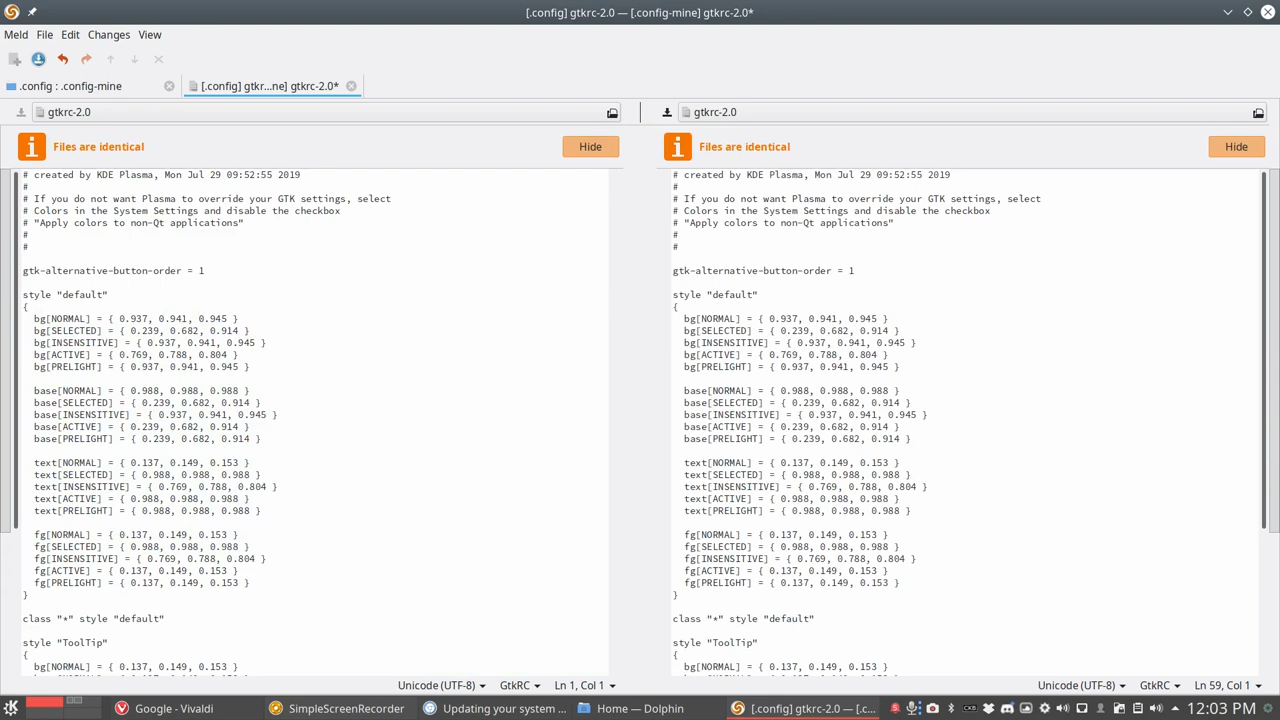 [.config] gtkrc-2.0 — [.config-mine] gtkrc-2.0*
Meld File Edit Changes View
.config : .config-mine
[.config] gtkr...ne] gtkrc-2.0*
gtkrc-2.0
Files are identical
Hide
# created by KDE Plasma, Mon Jul 29 09:52:55 2019
#
# If you do not want Plasma to override your GTK settings, select
# Colors in the System Settings and disable the checkbox
# "Apply colors to non-Qt applications"
#
#
gtk-alternative-button-order = 1
style "default"
{
bg[NORMAL] = { 0.937, 0.941, 0.945 }
bg[SELECTED] = { 0.239, 0.682, 0.914 }
bg[INSENSITIVE] = { 0.937, 0.941, 0.945 }
bg[ACTIVE] = { 0.769, 0.788, 0.804 }
bg[PRELIGHT] = { 0.937, 0.941, 0.945 }
base[NORMAL] = { 0.988, 0.988, 0.988 }
base[SELECTED] = { 0.239, 0.682, 0.914 }
base[INSENSITIVE] = { 0.937, 0.941, 0.945 }
base[ACTIVE] = { 0.239, 0.682, 0.914 }
base[PRELIGHT] = { 0.239, 0.682, 0.914 }
text[NORMAL] = { 0.137, 0.149, 0.153 }
text[SELECTED] = { 0.988, 0.988, 0.988 }
text[INSENSITIVE] = { 0.769, 0.788, 0.804 }
text[ACTIVE] = { 0.988, 0.988, 0.988 }
text[PRELIGHT] = { 0.988, 0.988, 0.988 }
fg[NORMAL] = { 0.137, 0.149, 0.153 }
fg[SELECTED] = { 0.988, 0.988, 0.988 }
fg[INSENSITIVE] = { 0.769, 0.788, 0.804 }
fg[ACTIVE] = { 0.137, 0.149, 0.153 }
fg[PRELIGHT] = { 0.137, 0.149, 0.153 }
}
class "*" style "default"
style "ToolTip"
{
bg[NORMAL] = { 0.137, 0.149, 0.153 }
Unicode (UTF-8) GtkRC Ln 1, Col 1
gtkrc-2.0
Files are identical
Hide
# created by KDE Plasma, Mon Jul 29 09:52:55 2019
#
# If you do not want Plasma to override your GTK settings, select
# Colors in the System Settings and disable the checkbox
# "Apply colors to non-Qt applications"
#
#
gtk-alternative-button-order = 1
style "default"
{
bg[NORMAL] = { 0.937, 0.941, 0.945 }
bg[SELECTED] = { 0.239, 0.682, 0.914 }
bg[INSENSITIVE] = { 0.937, 0.941, 0.945 }
bg[ACTIVE] = { 0.769, 0.788, 0.804 }
bg[PRELIGHT] = { 0.937, 0.941, 0.945 }
base[NORMAL] = { 0.988, 0.988, 0.988 }
base[SELECTED] = { 0.239, 0.682, 0.914 }
base[INSENSITIVE] = { 0.937, 0.941, 0.945 }
base[ACTIVE] = { 0.239, 0.682, 0.914 }
base[PRELIGHT] = { 0.239, 0.682, 0.914 }
text[NORMAL] = { 0.137, 0.149, 0.153 }
text[SELECTED] = { 0.988, 0.988, 0.988 }
text[INSENSITIVE] = { 0.769, 0.788, 0.804 }
text[ACTIVE] = { 0.988, 0.988, 0.988 }
text[PRELIGHT] = { 0.988, 0.988, 0.988 }
fg[NORMAL] = { 0.137, 0.149, 0.153 }
fg[SELECTED] = { 0.988, 0.988, 0.988 }
fg[INSENSITIVE] = { 0.769, 0.788, 0.804 }
fg[ACTIVE] = { 0.137, 0.149, 0.153 }
fg[PRELIGHT] = { 0.137, 0.149, 0.153 }
}
class "*" style "default"
style "ToolTip"
{
bg[NORMAL] = { 0.137, 0.149, 0.153 }
Unicode (UTF-8) GtkRC Ln 59, Col 1
Google - Vivaldi
SimpleScreenRecorder
Updating your system ...
Home — Dolphin
[.config] gtkrc-2.0 — [.c...
12:03 PM